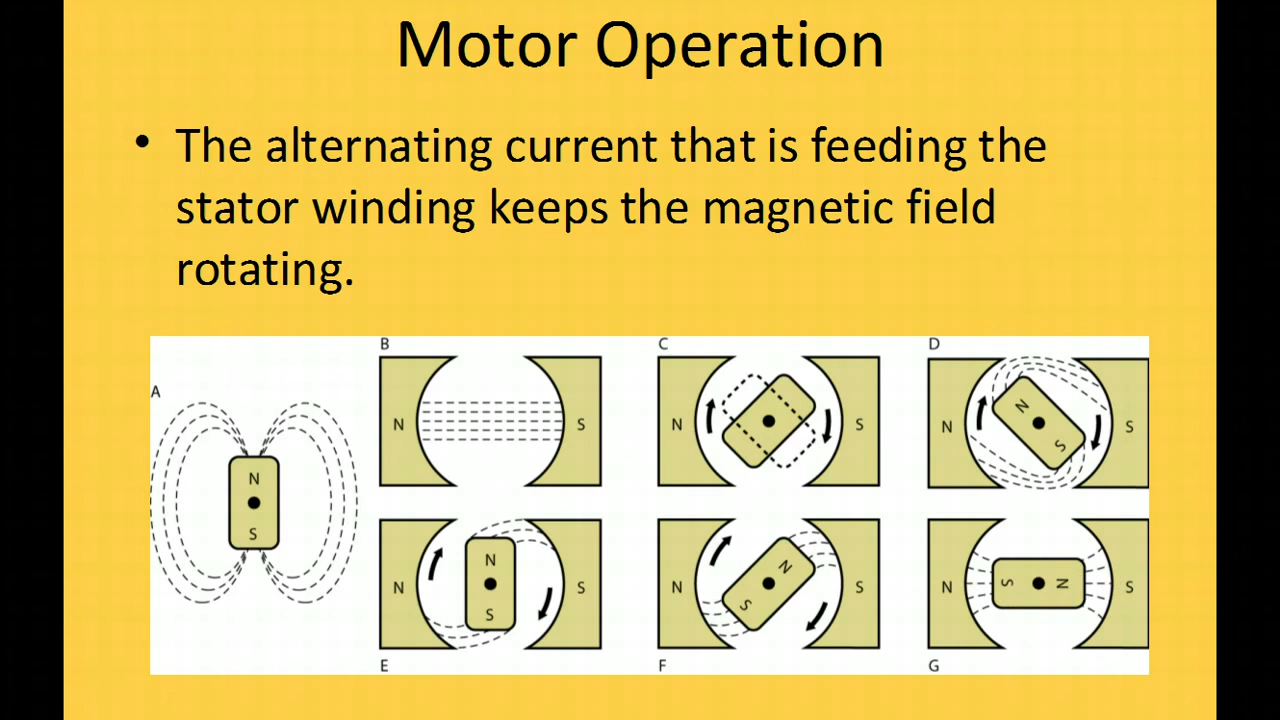 Motor Operation
• The alternating current that is feeding the
stator winding keeps the magnetic field
rotating.
A
N
S
B
N
S
C
N
S
D
N
N
S
S
N
N
S
S
E
N
N
S
S
F
N
S
N
S
G